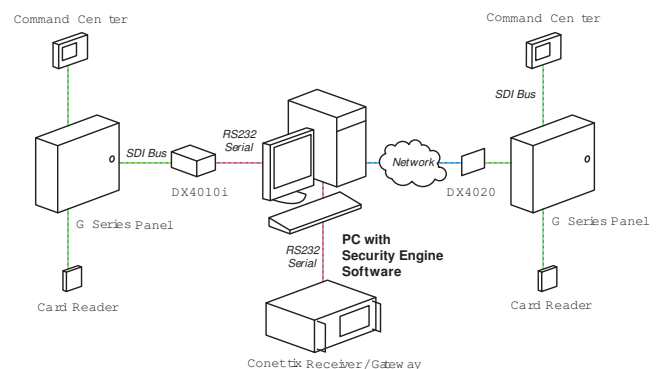 Command Center
Command Center
SDI Bus
RS232
Serial
SDI Bus
Network
DX4010i
DX4020
G Series Panel
G Series Panel
RS232
Serial
PC with
Security Engine
Software
Card Reader
Card Reader
Conettix Receiver/Gateway